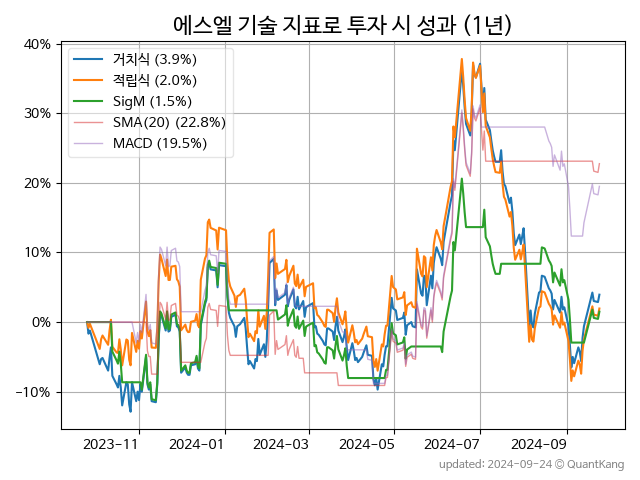 에스엘 기술 지표로 투자 시 성과 (1년)
40%
30%
20%
10%
0%
−10%
거치식 (3.9%)
적립식 (2.0%)
SigM (1.5%)
SMA(20) (22.8%)
MACD (19.5%)
2023−11
2024−01
2024−03
2024−05
2024−07
2024−09
updated: 2024-09-24 © QuantKang